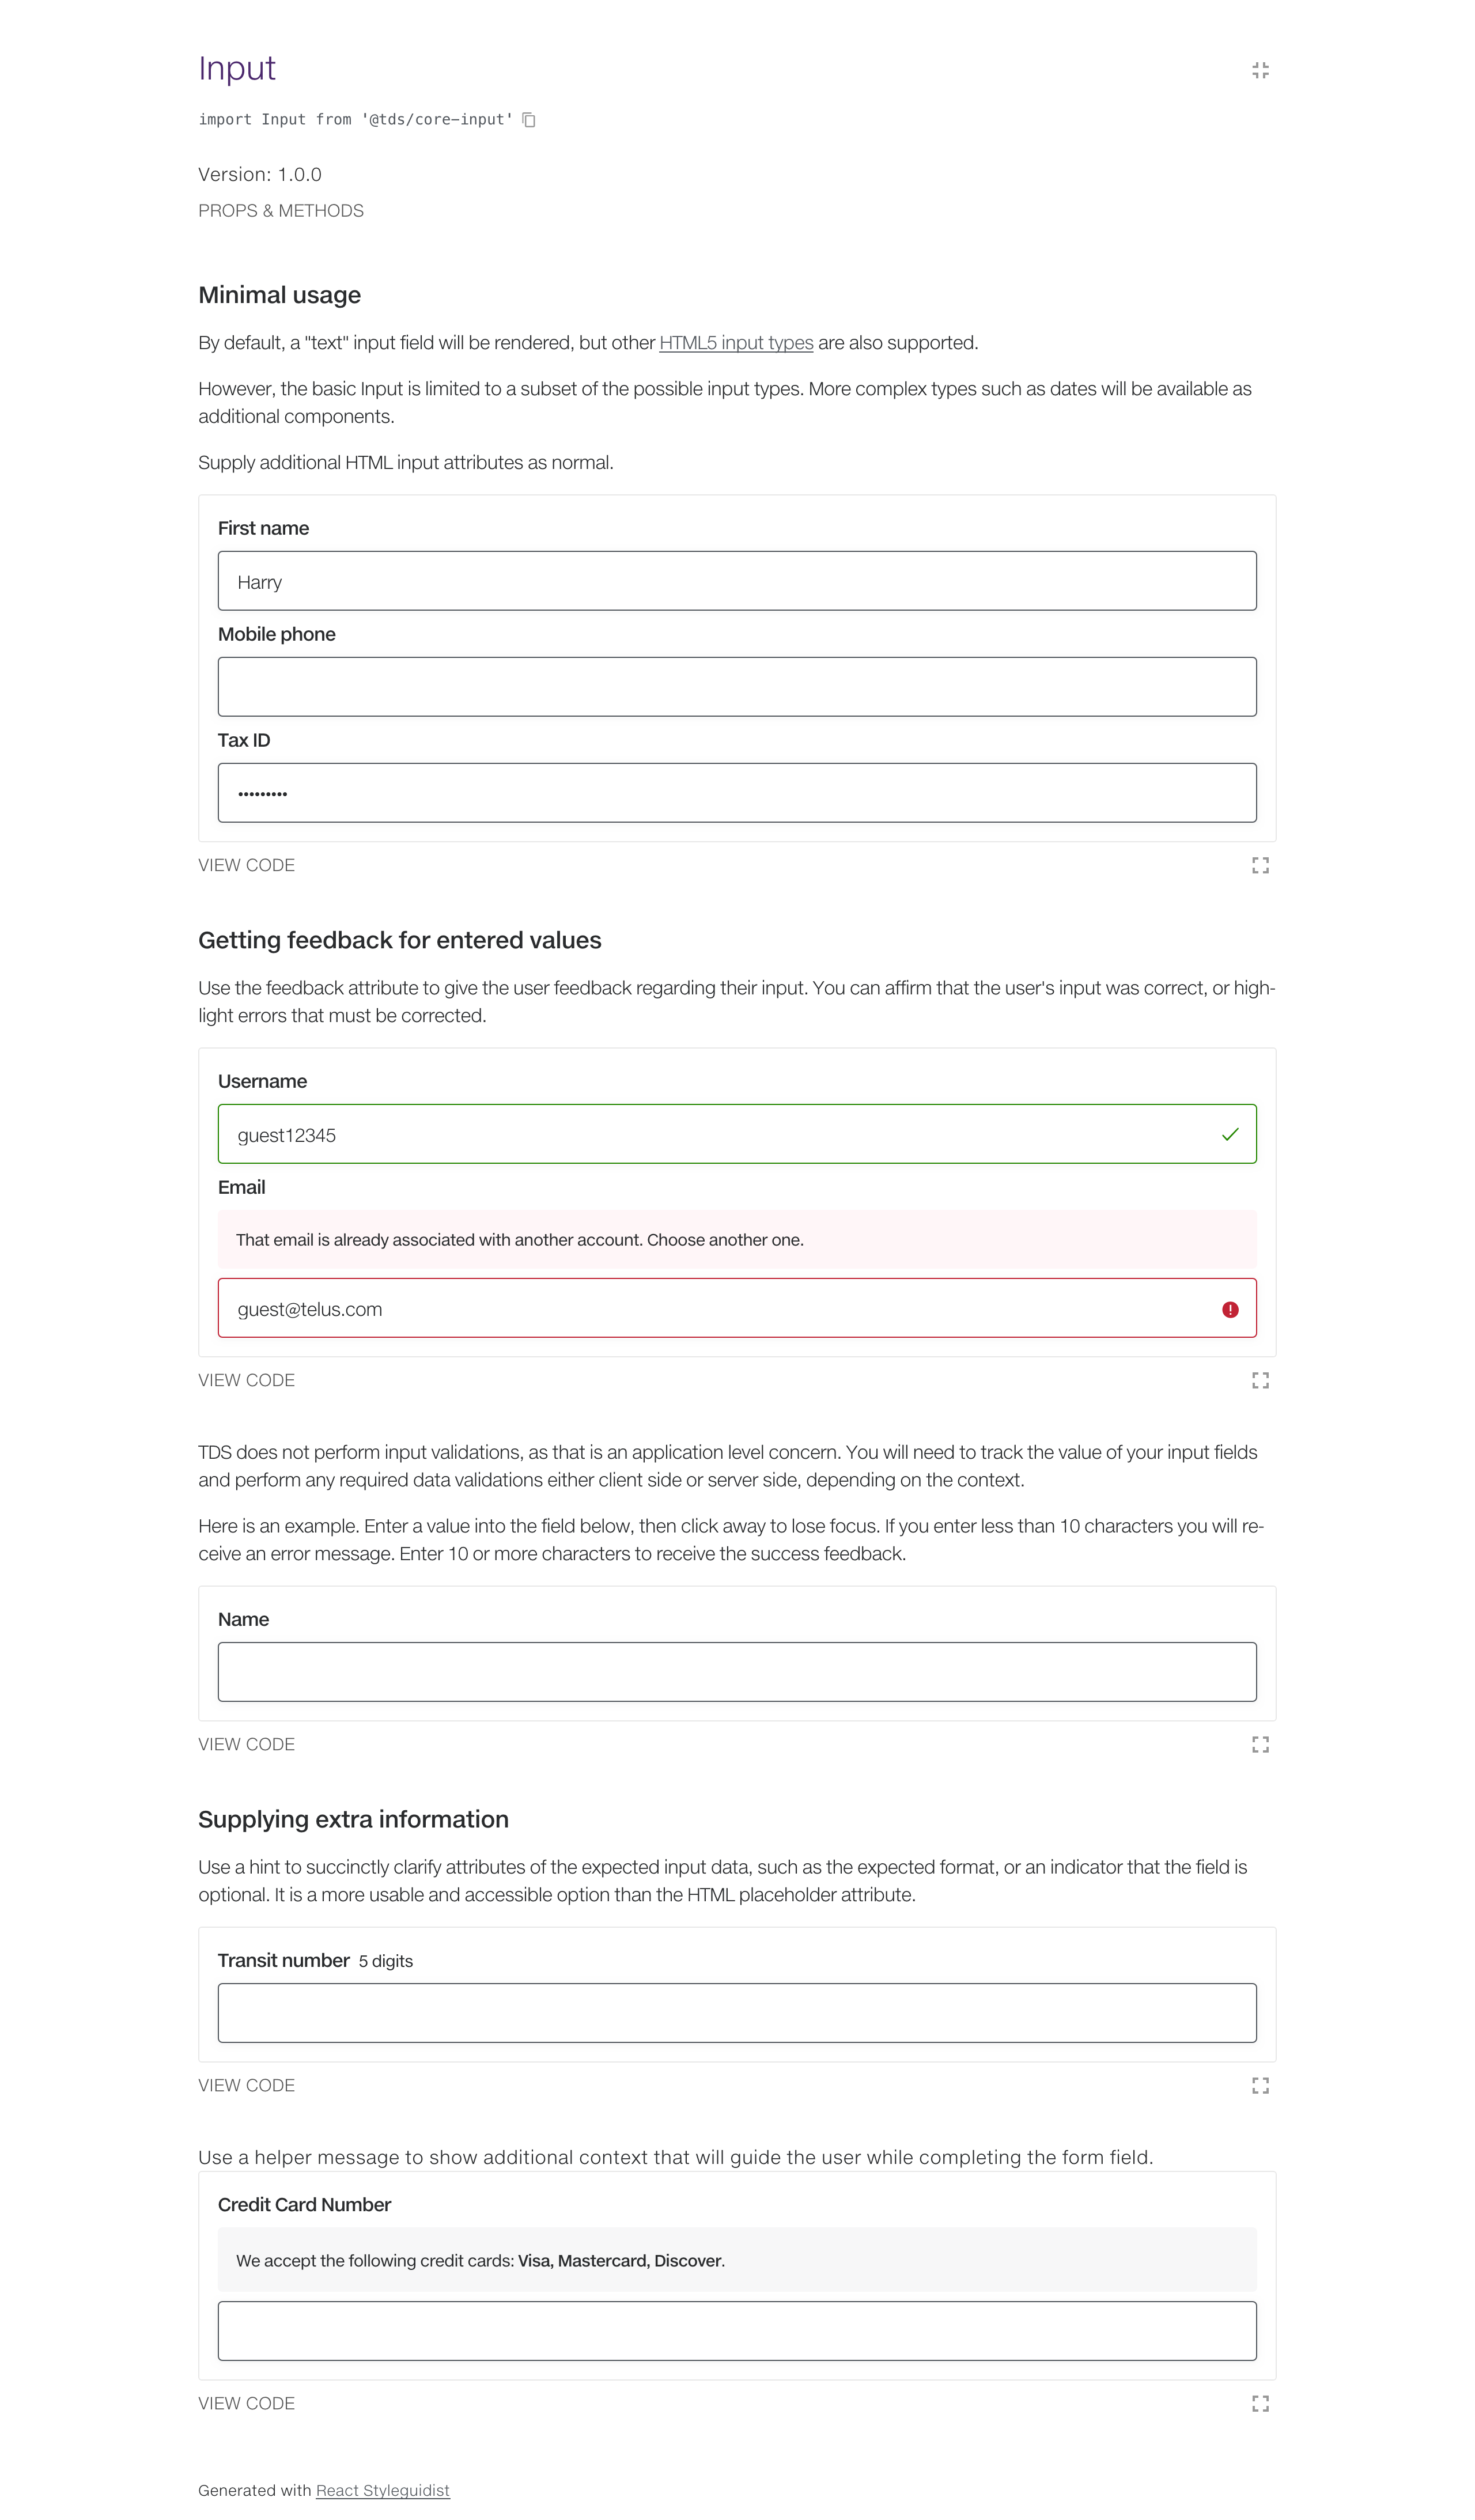 Input
import Input from '@tds/core-input'
Version: 1.0.0
PROPS & METHODS
Minimal usage
By default, a "text" input field will be rendered, but other HTML5 input types are also supported.
However, the basic Input is limited to a subset of the possible input types. More complex types such as dates will be available as
additional components.
Supply additional HTML input attributes as normal.
First name
Harry
Mobile phone
Tax ID
•••••••••
VIEW CODE
Getting feedback for entered values
Use the feedback attribute to give the user feedback regarding their input. You can affirm that the user's input was correct, or high-
light errors that must be corrected.
Username
guest12345
Email
That email is already associated with another account. Choose another one.
guest@telus.com
VIEW CODE
TDS does not perform input validations, as that is an application level concern. You will need to track the value of your input fields
and perform any required data validations either client side or server side, depending on the context.
Here is an example. Enter a value into the field below, then click away to lose focus. If you enter less than 10 characters you will re-
ceive an error message. Enter 10 or more characters to receive the success feedback.
Name
VIEW CODE
Supplying extra information
Use a hint to succinctly clarify attributes of the expected input data, such as the expected format, or an indicator that the field is
optional. It is a more usable and accessible option than the HTML placeholder attribute.
Transit number 5 digits
VIEW CODE
Use a helper message to show additional context that will guide the user while completing the form field.
Credit Card Number
We accept the following credit cards: Visa, Mastercard, Discover.
VIEW CODE
Generated with React Styleguidist